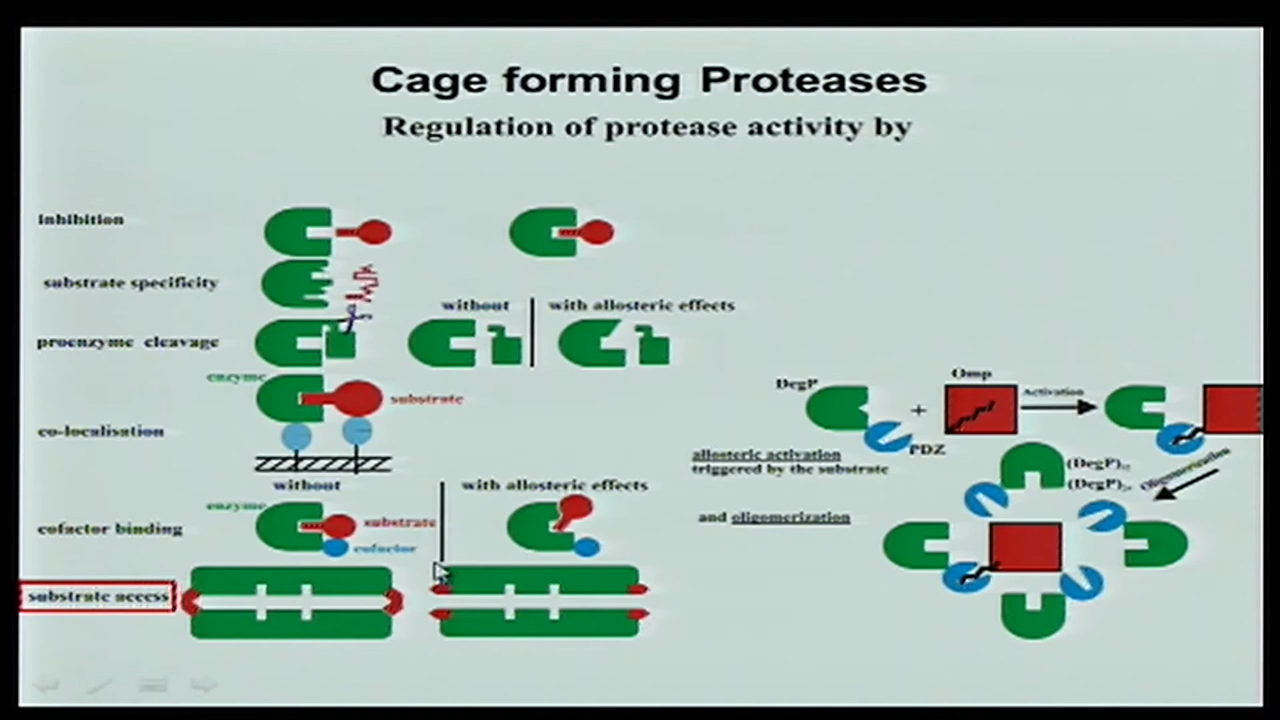 Cage forming Proteases
Regulation of protease activity by
inhibition
substrate specificity
without
with allosteric effects
proenzyme cleavage
enzyme
substrate
co-localisation
without
with allosteric effects
enzyme
substrate
cofactor binding
cofactor
substrate access
DegP
+
Omp
Activation
PDZ
allosteric activation
triggered by the substrate
(DegP)
(DegP)
Oligomerization
and oligomerization